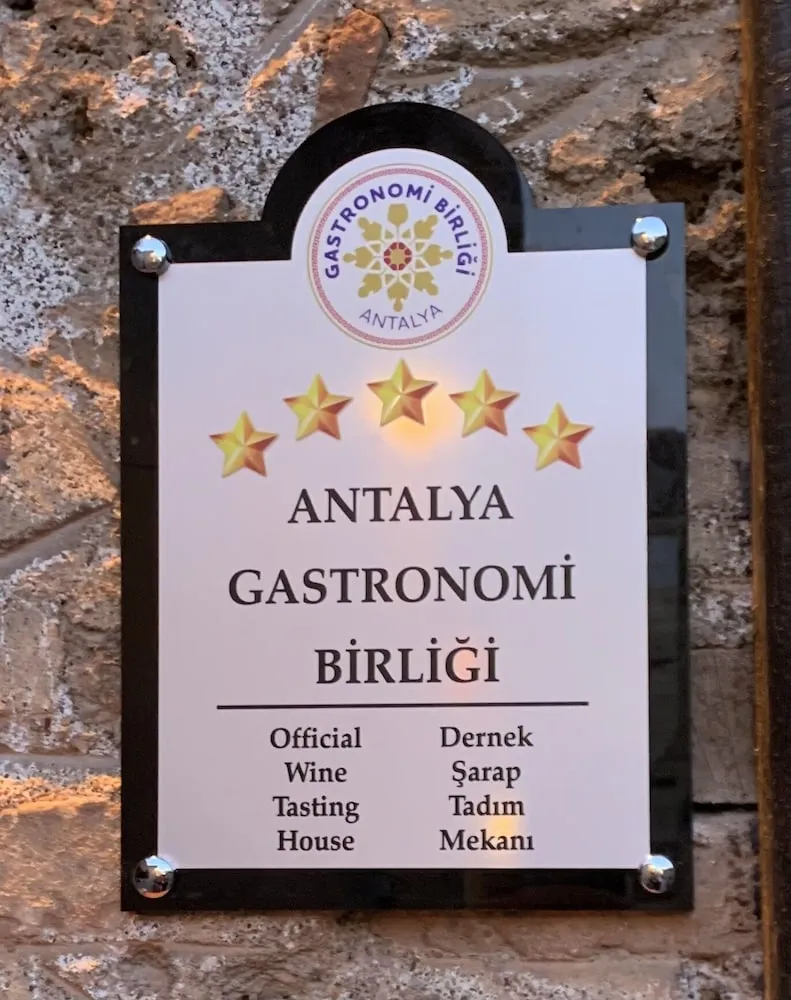 GASTRONOMİ BİRLİĞİ
ANTALYA
ANTALYA
GASTRONOMİ
BİRLİĞİ
Official
Wine
Tasting
House
Dernek
Şarap
Tadım
Mekanı